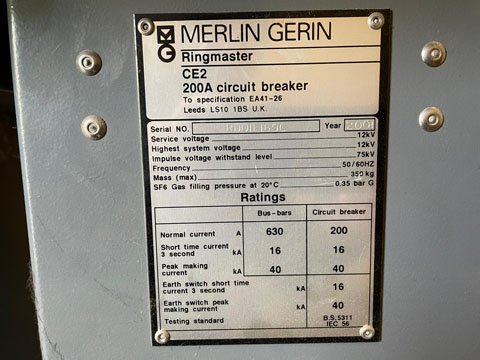 MG MERLIN GERIN
Ringmaster
CE2
200A circuit breaker
To specification EA41-26
Leeds LS10 1BS U.K.
Serial NO. Year 2001
Service voltage 12kV
Highest system voltage 12kV
Impulse voltage withstand level 75kV
Frequency 50/60HZ
Mass (max) 350 kg
SF6 Gas filling pressure at 20°C 0.35 bar G
Ratings
Bus-bars Circuit breaker
Normal current A 630 200
Short time current
3 second kA 16 16
Peak making
current kA 40 40
Earth switch short time
current 3 second kA 16
Earth switch peak
making current kA 40
Testing standard B.S.5311
IEC 56